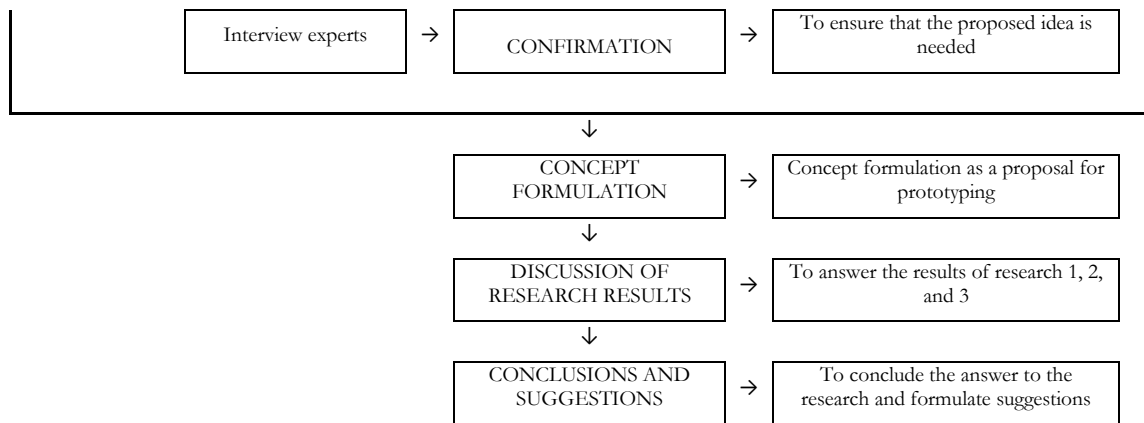 Interview experts → CONFIRMATION → To ensure that the proposed idea is
needed
↓
CONCEPT
FORMULATION
→
Concept formulation as a proposal for
prototyping
↓
DISCUSSION OF
RESEARCH RESULTS
→
To answer the results of research 1, 2,
and 3
↓
CONCLUSIONS AND
SUGGESTIONS
→
To conclude the answer to the
research and formulate suggestions